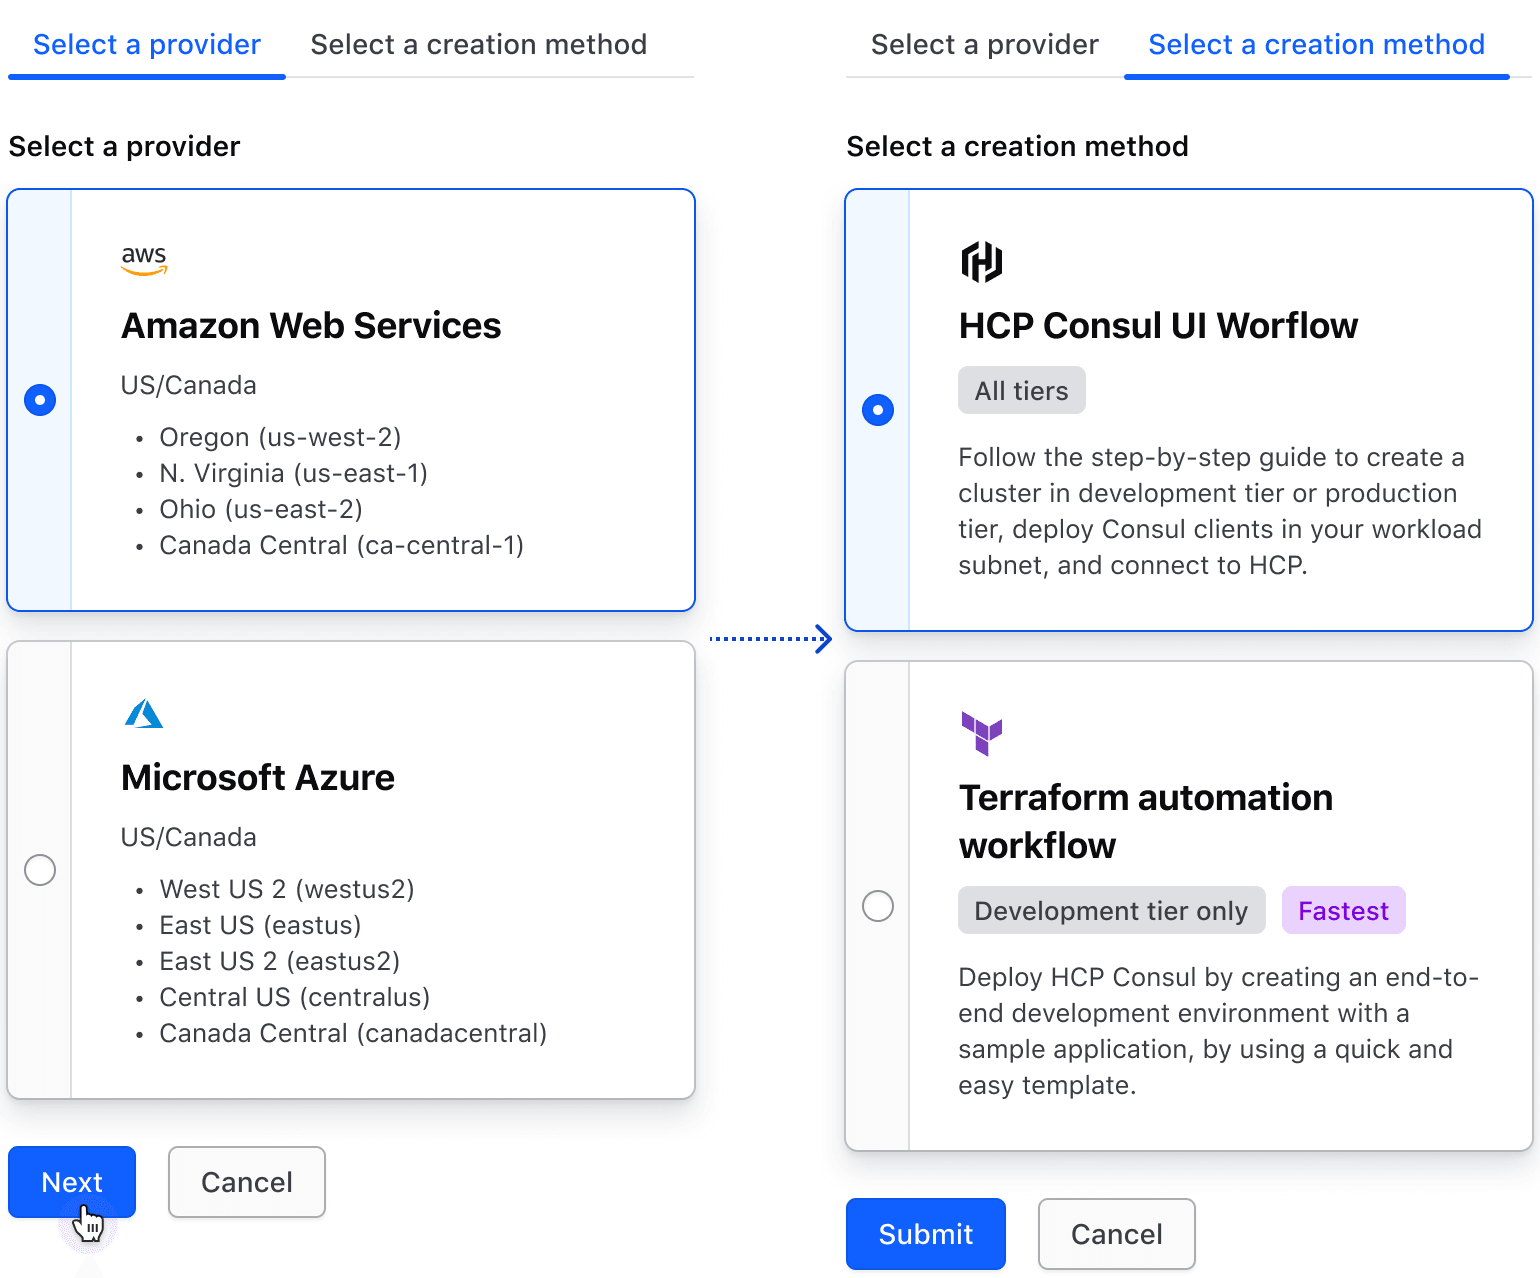 Select a provider
Select a creation method
Select a provider
aws
Amazon Web Services
US/Canada
• Oregon (us-west-2)
• N. Virginia (us-east-1)
• Ohio (us-east-2)
• Canada Central (ca-central-1)
Microsoft Azure
US/Canada
• West US 2 (westus2)
• East US (eastus)
• East US 2 (eastus2)
• Central US (centralus)
• Canada Central (canadacentral)
Next
Cancel
Select a provider
Select a creation method
Select a creation method
HCP Consul UI Worflow
All tiers
Follow the step-by-step guide to create a
cluster in development tier or production
tier, deploy Consul clients in your workload
subnet, and connect to HCP.
Terraform automation
workflow
Development tier only
Fastest
Deploy HCP Consul by creating an end-to-
end development environment with a
sample application, by using a quick and
easy template.
Submit
Cancel